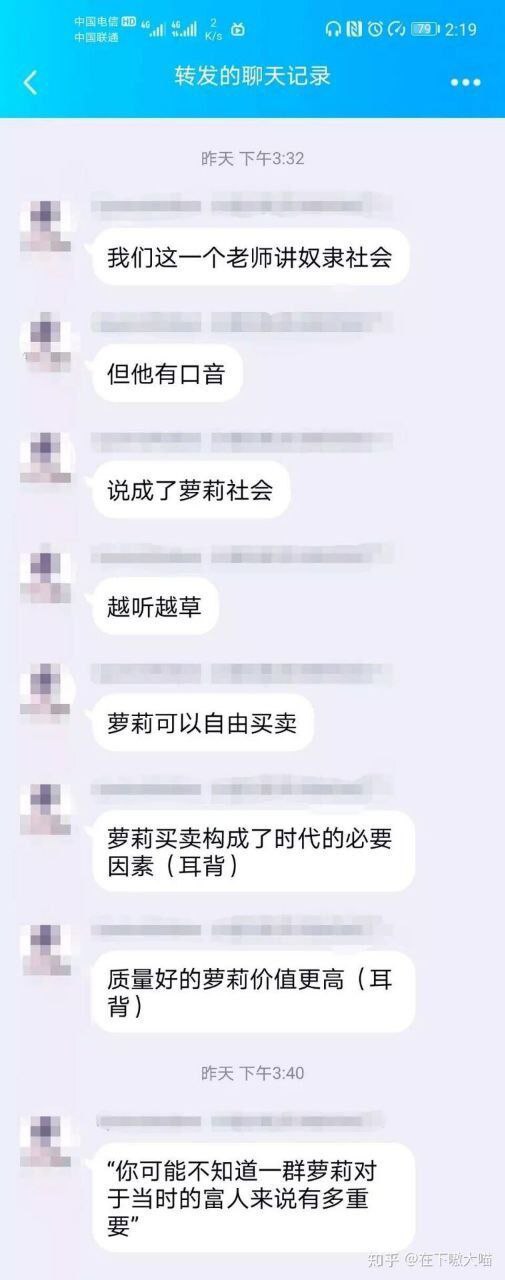 中国电信 HD 4G 4G 2 79 2:19
中国联通 K/s
转发的聊天记录
昨天 下午3:32
我们这一个老师讲奴隶社会
但他有口音
说成了萝莉社会
越听越草
萝莉可以自由买卖
萝莉买卖构成了时代的必要
因素（耳背）
质量好的萝莉价值更高（耳
背）
昨天 下午3:40
“你可能不知道一群萝莉对
于当时的富人来说有多重
要”
知乎 @在下嗷大喵